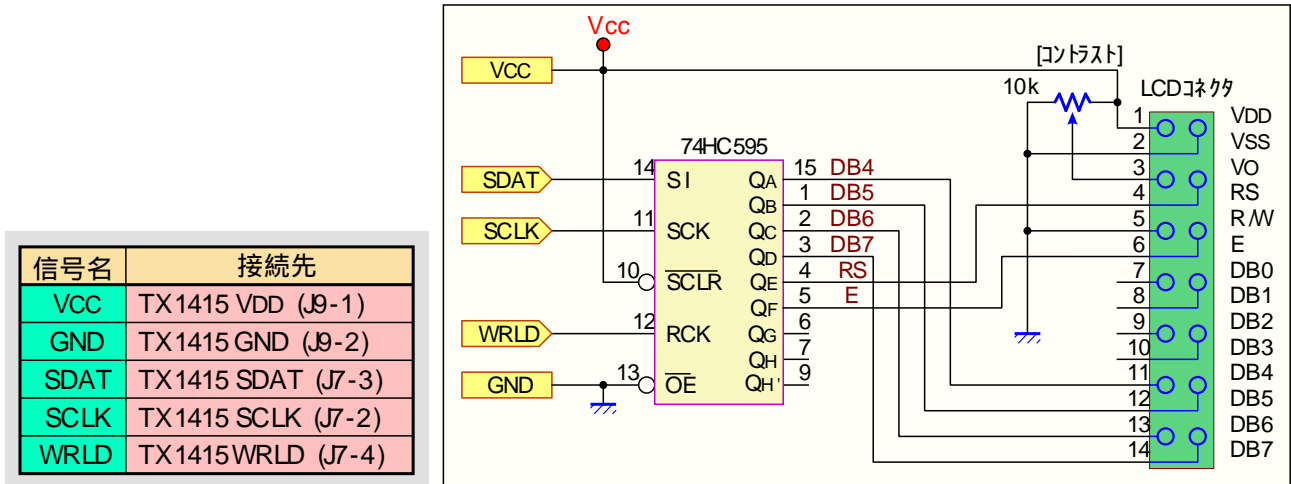 信号名 接続先
VCC TX1415 VDD (J9-1)
GND TX1415 GND (J9-2)
SDAT TX1415 SDAT (J7-3)
SCLK TX1415 SCLK (J7-2)
WRLD TX1415 WRLD (J7-4)
Vcc
VCC
SDAT
SCLK
WRLD
GND
74HC595
14 SI
11 SCK
10 SCLR
12 RCK
13 OE
QA 15 DB4
QB 1 DB5
QC 2 DB6
QD 3 DB7
QE 4 RS
QF 5 E
QG 6
QH 7
QH' 9
[コントラスト]
10k
LCDコネクタ
1 VDD
2 VSS
3 VO
4 RS
5 R/W
6 E
7 DB0
8 DB1
9 DB2
10 DB3
11 DB4
12 DB5
13 DB6
14 DB7